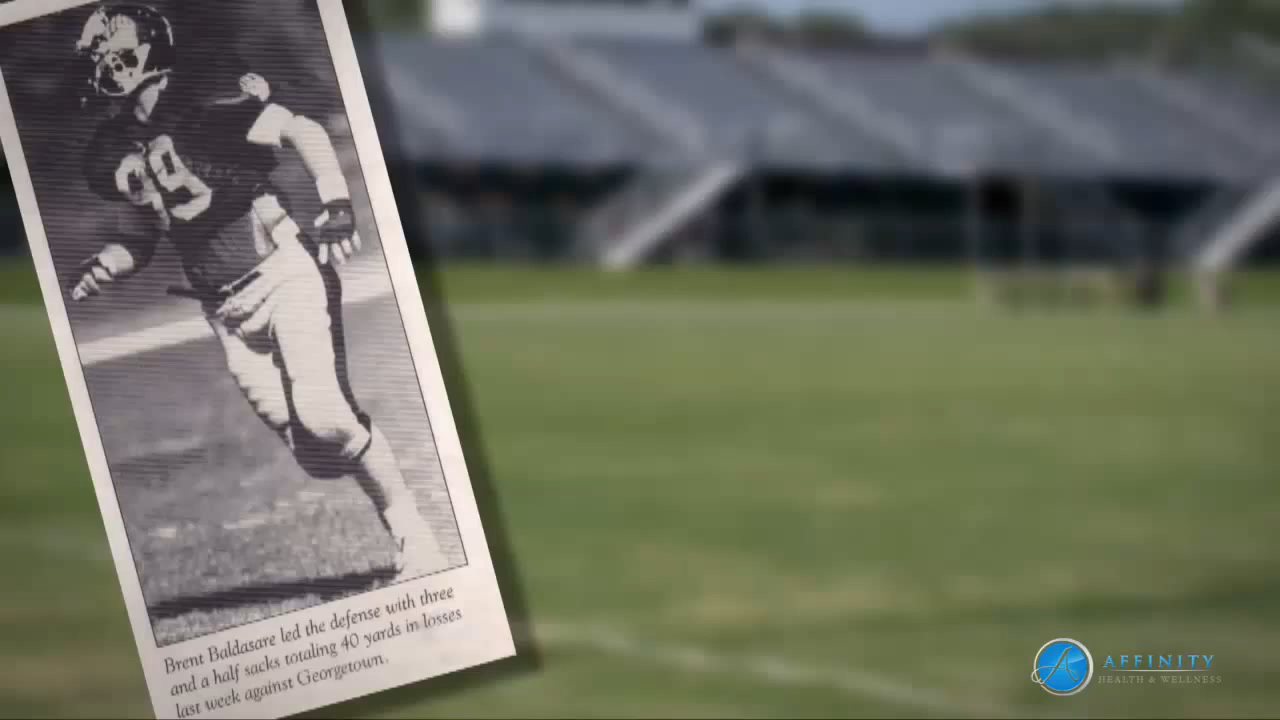 99
Brent Baldasare led the defense with three
and a half sacks totaling 40 yards in losses
last week against Georgetown.
AFFINITY
HEALTH & WELLNESS